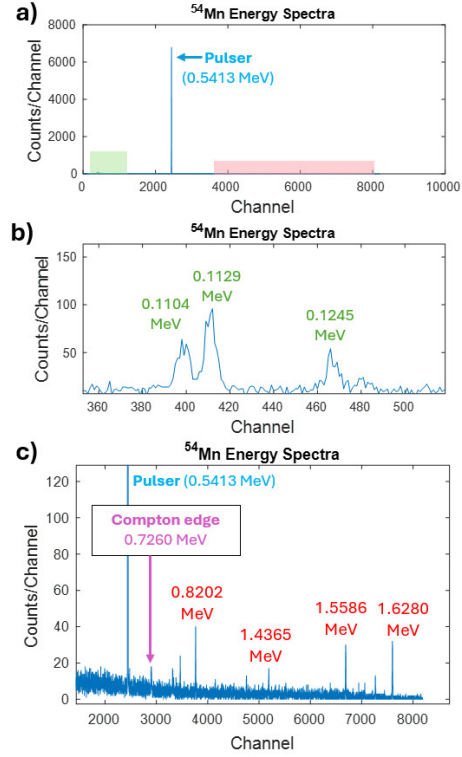 a)
⁵⁴Mn Energy Spectra
8000
6000
4000
2000
0
Counts/Channel
Pulser
(0.5413 MeV)
0 2000 4000 6000 8000 10000
Channel
b)
⁵⁴Mn Energy Spectra
150
100
50
Counts/Channel
0.1104
MeV
0.1129
MeV
0.1245
MeV
360 380 400 420 440 460 480 500
Channel
c)
⁵⁴Mn Energy Spectra
120
100
80
60
40
20
0
Counts/Channel
Pulser (0.5413 MeV)
Compton edge
0.7260 MeV
0.8202
MeV
1.4365
MeV
1.5586
MeV
1.6280
MeV
2000 3000 4000 5000 6000 7000 8000
Channel